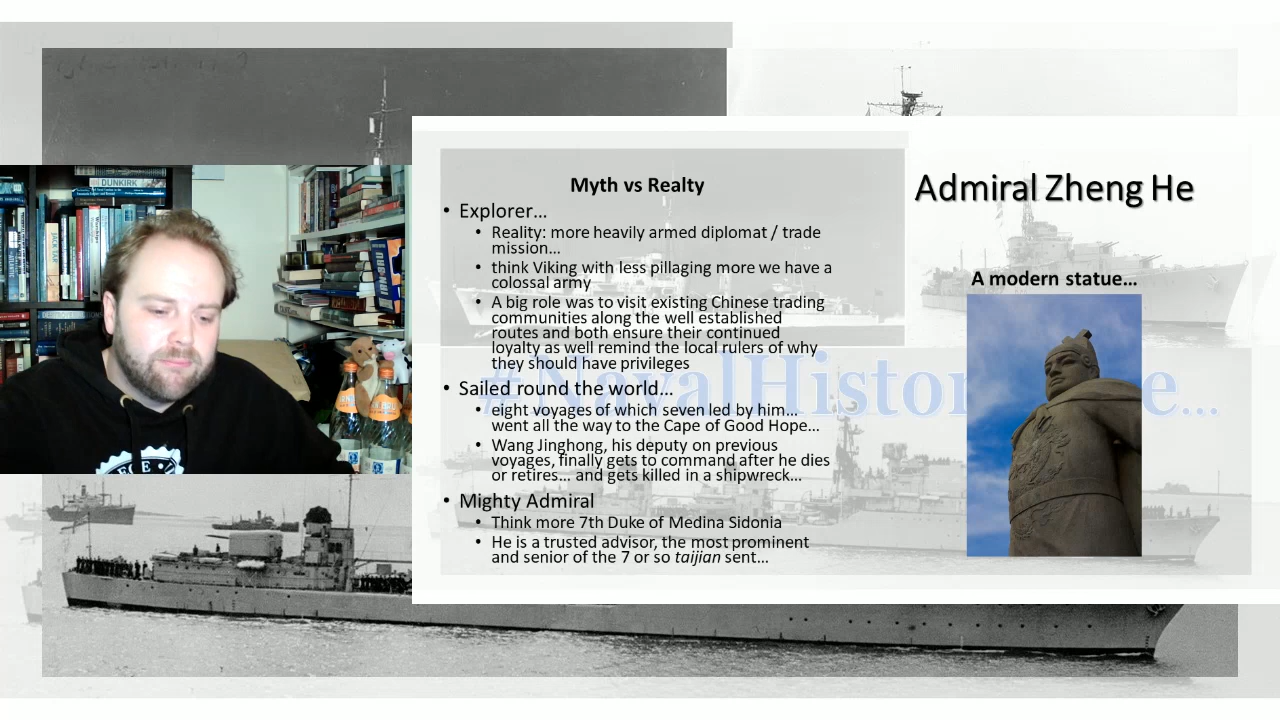 DUNKIRK
Myth vs Realty
Admiral Zheng He
• Explorer…
• Reality: more heavily armed diplomat / trade
mission…
• think Viking with less pillaging more we have a
colossal army
• A big role was to visit existing Chinese trading
communities along the well established
routes and both ensure their continued
loyalty as well remind the local rulers of why
they should have privileges
• Sailed round the world…
• eight voyages of which seven led by him…
went all the way to the Cape of Good Hope…
• Wang Jinghong, his deputy on previous
voyages, finally gets to command after he dies
or retires… and gets killed in a shipwreck…
• Mighty Admiral
• Think more 7th Duke of Medina Sidonia
• He is a trusted advisor, the most prominent
and senior of the 7 or so taijian sent…
A modern statue…
#NavalHistor
e…